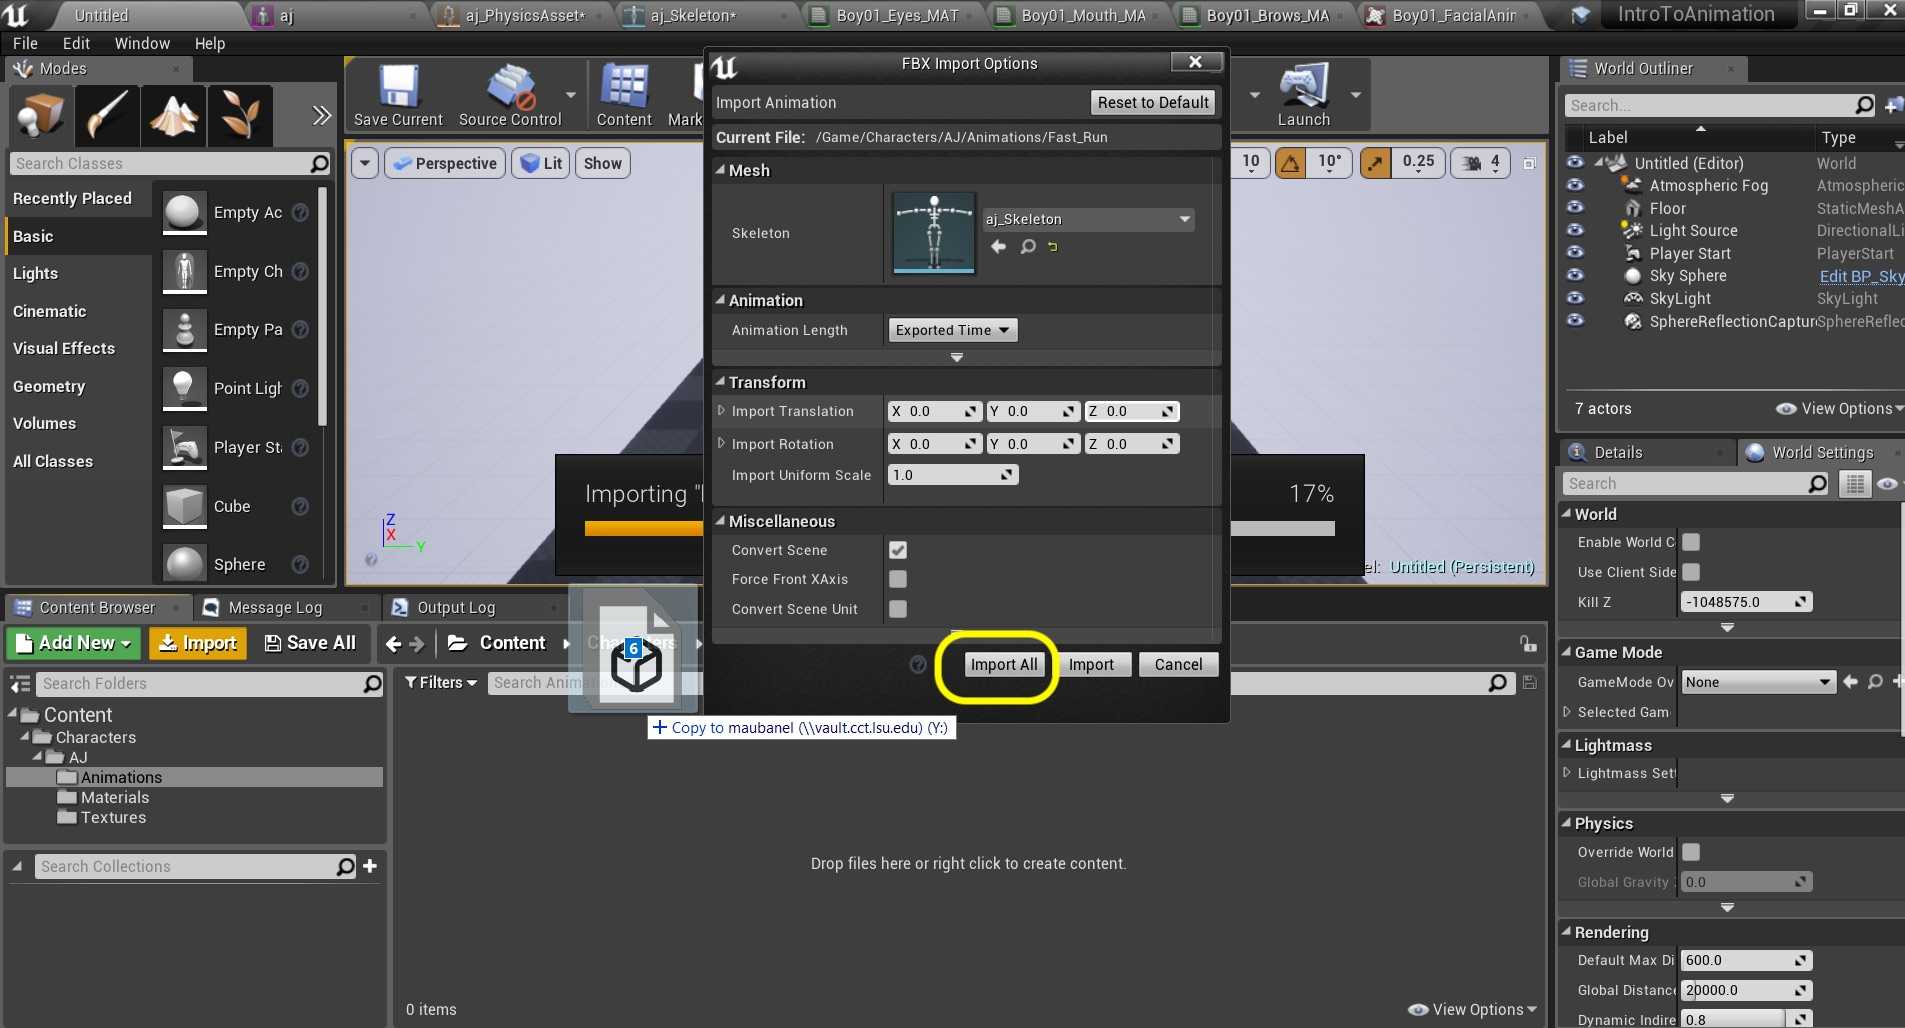 Untitled
aj
aj_PhysicsAsset*
aj_Skeleton*
Boy01_Eyes_MAT
Boy01_Mouth_MA
Boy01_Brows_MA
Boy01_FacialAnir
IntroToAnimation
File Edit Window Help
Modes
Save Current
Source Control
Content
Mark
Launch
Search Classes
Recently Placed
Basic
Lights
Cinematic
Visual Effects
Geometry
Volumes
All Classes
Empty Ac
Empty Ch
Empty Pa
Point Ligh
Player Sta
Cube
Sphere
Perspective
Lit
Show
10
10°
0.25
4
Z
X
Y
Importing "
17%
el: Untitled (Persistent)
FBX Import Options
Import Animation
Reset to Default
Current File: /Game/Characters/AJ/Animations/Fast_Run
Mesh
Skeleton
aj_Skeleton
Animation
Animation Length
Exported Time
Transform
Import Translation X 0.0 Y 0.0 Z 0.0
Import Rotation X 0.0 Y 0.0 Z 0.0
Import Uniform Scale 1.0
Miscellaneous
Convert Scene
Force Front XAxis
Convert Scene Unit
Import All
Import
Cancel
World Outliner
Search...
Label Type
Untitled (Editor) World
Atmospheric Fog Atmospheric
Floor StaticMeshA
Light Source DirectionalLi
Player Start PlayerStart
Sky Sphere Edit BP_Sky
SkyLight SkyLight
SphereReflectionCapture SphereReflec
7 actors
View Options
Details
World Settings
Search
World
Enable World C
Use Client Side
Kill Z -1048575.0
Game Mode
GameMode Ov None
Selected Gam
Lightmass
Lightmass Sett
Physics
Override World
Global Gravity 0.0
Rendering
Default Max Di 600.0
Global Distance 20000.0
Dynamic Indire 0.8
Content Browser
Message Log
Output Log
Add New
Import
Save All
Content
Characters
Search Folders
Filters
Search Anima
Content
Characters
AJ
Animations
Materials
Textures
Search Collections
6
Copy to maubanel (\\vault.cct.lsu.edu) (Y:)
Drop files here or right click to create content.
0 items
View Options